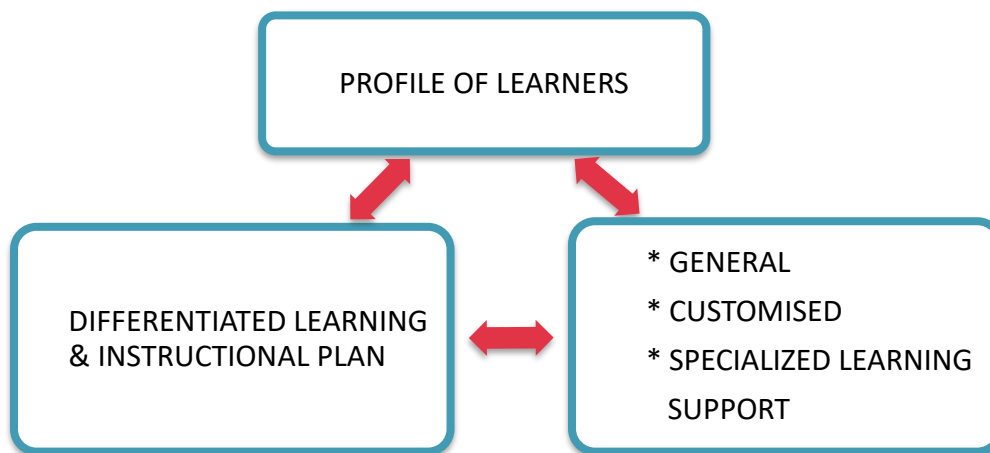 PROFILE OF LEARNERS
DIFFERENTIATED LEARNING
& INSTRUCTIONAL PLAN
* GENERAL
* CUSTOMISED
* SPECIALIZED LEARNING
SUPPORT